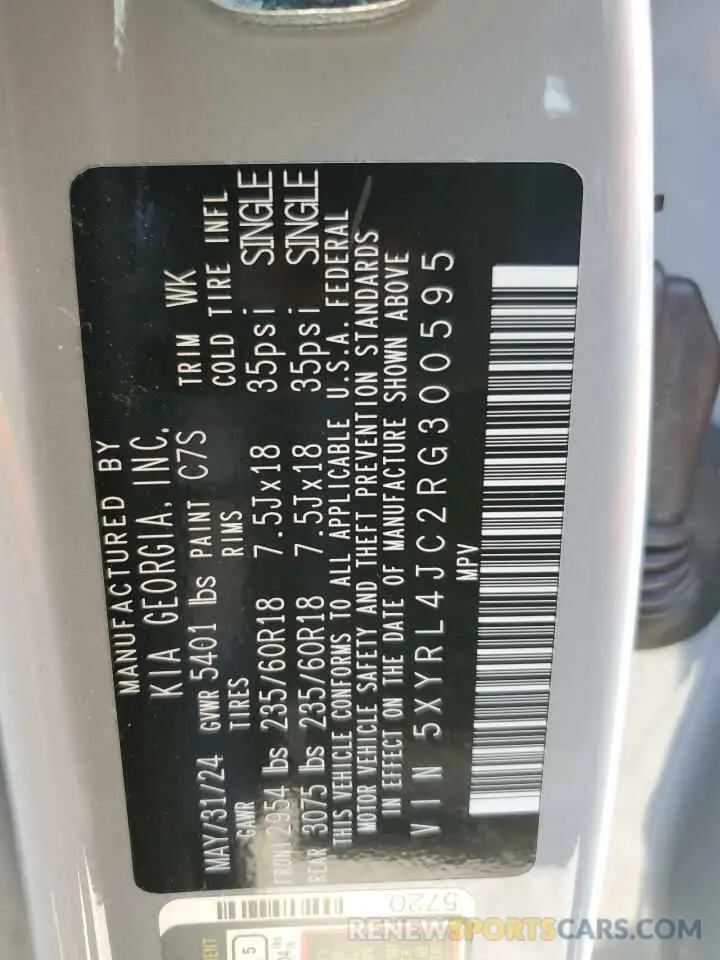 MANUFACTURED BY
KIA GEORGIA, INC.
MAY/31/24 GVWR 5401 lbs PAINT C7S TRIM WK
GAWR TIRES RIMS COLD TIRE INFL
FRONT 2954 lbs 235/60R18 7.5Jx18 35psi SINGLE
REAR 3075 lbs 235/60R18 7.5Jx18 35psi SINGLE
THIS VEHICLE CONFORMS TO ALL APPLICABLE U.S.A. FEDERAL
MOTOR VEHICLE SAFETY AND THEFT PREVENTION STANDARDS
IN EFFECT ON THE DATE OF MANUFACTURE SHOWN ABOVE
VIN 5XYRL4JC2RG300595
MPV
5720
5
RENEWSPORTSCARS.COM